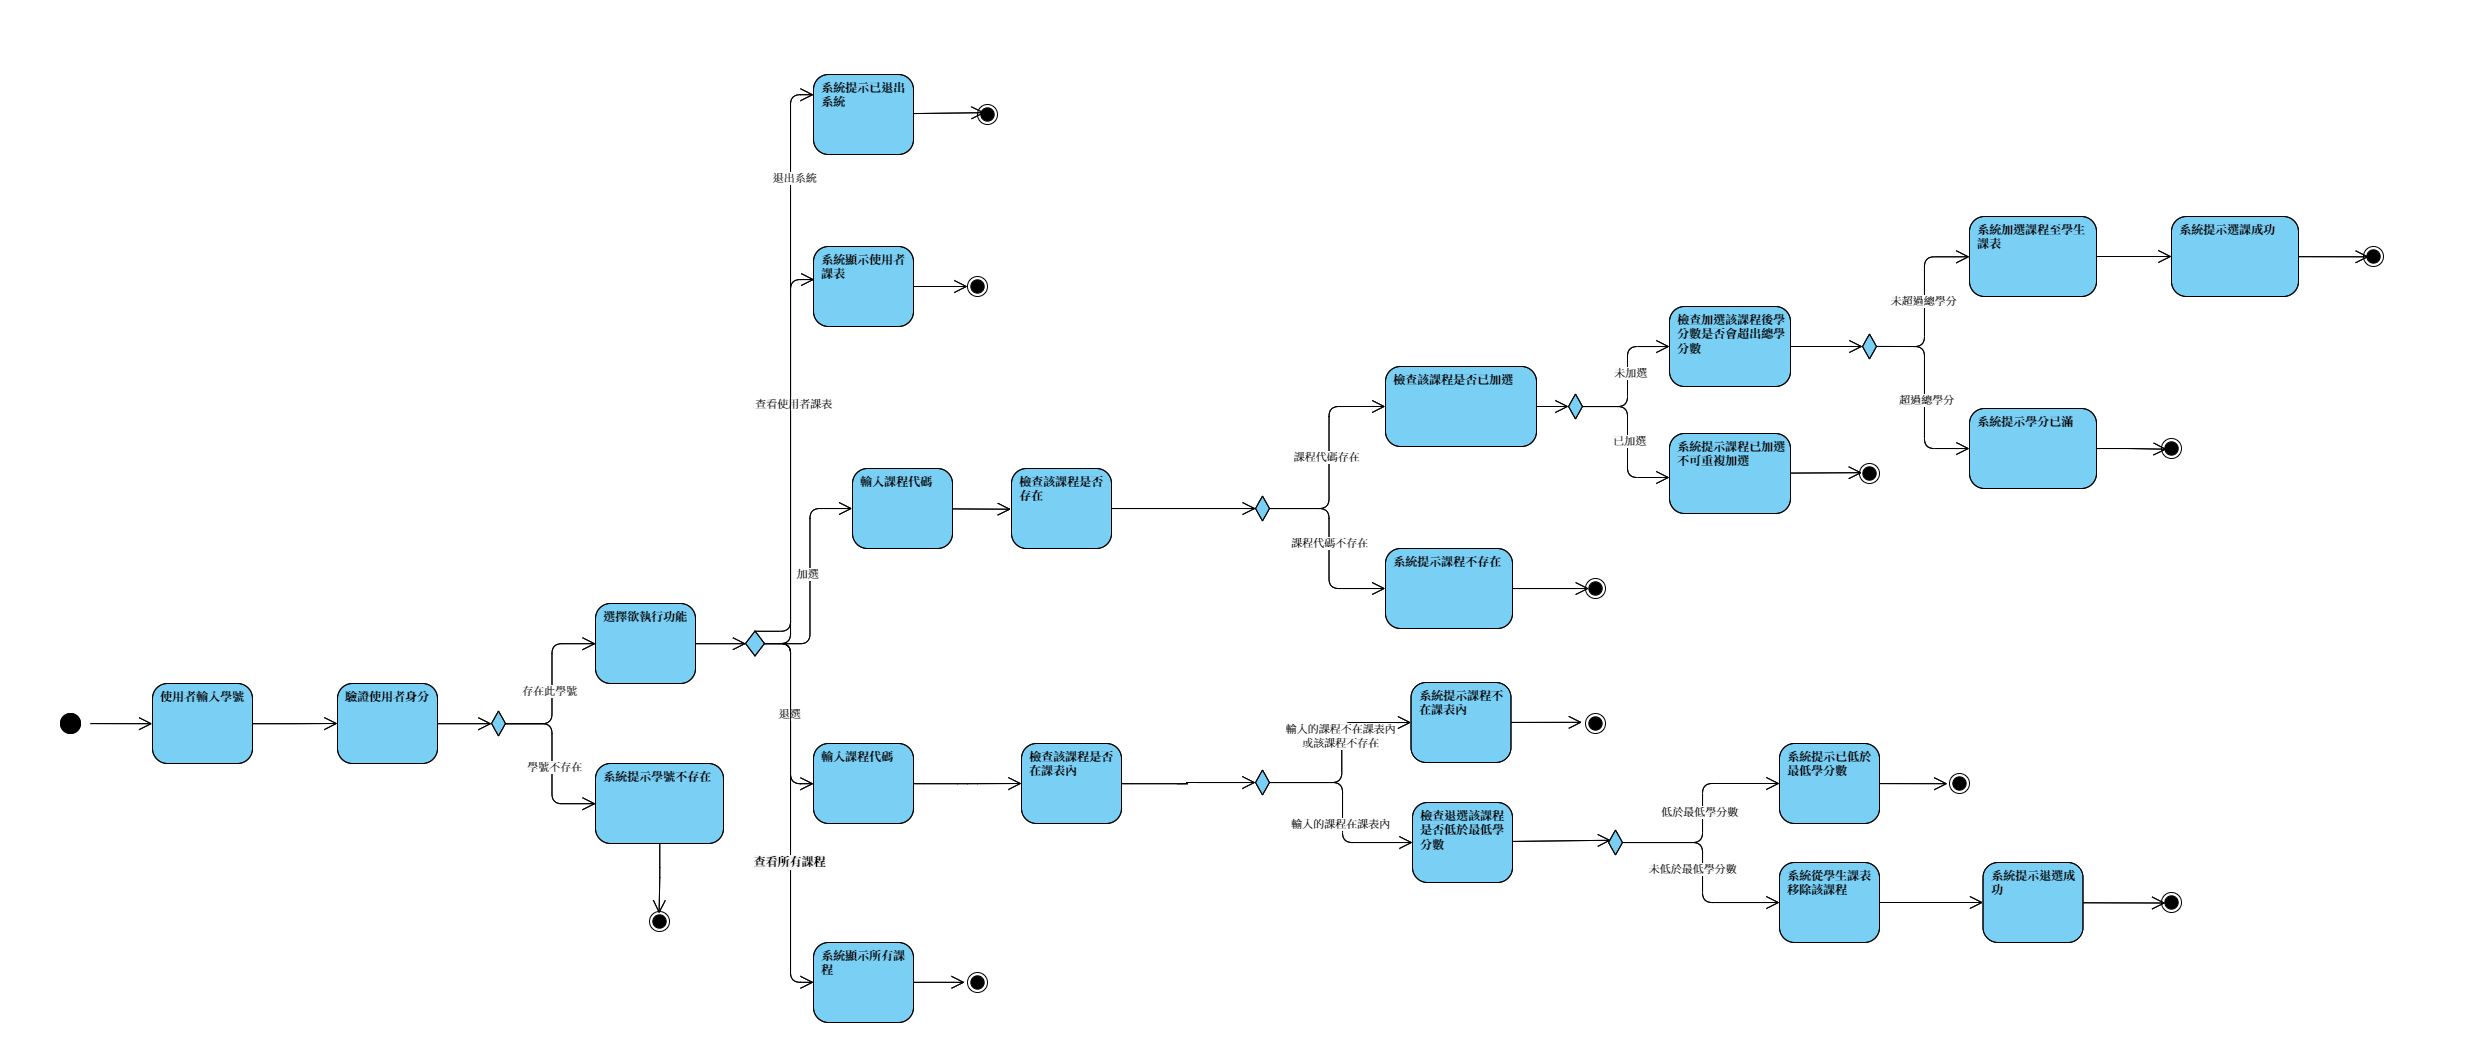 系統提示已退出
系統
退出系統
系統顯示使用者
課表
查看使用者課表
系統加選課程至學生
課表
系統提示選課成功
未超過總學分
檢查加選該課程後學
分數是否會超出總學
分數
超過總學分
系統提示學分已滿
檢查該課程是否已加選
未加選
已加選
系統提示課程已加選
不可重複加選
課程代碼存在
輸入課程代碼
檢查該課程是否
存在
課程代碼不存在
系統提示課程不存在
加選
選擇欲執行功能
存在此學號
使用者輸入學號
驗證使用者身分
學號不存在
系統提示學號不存在
退選
輸入課程代碼
檢查該課程是否
在課表內
輸入的課程不在課表內
或該課程不存在
系統提示課程不
在課表內
輸入的課程在課表內
檢查退選該課程
是否低於最低學
分數
低於最低學分數
系統提示已低於
最低學分數
未低於最低學分數
系統從學生課表
移除該課程
系統提示退選成
功
查看所有課程
系統顯示所有課
程